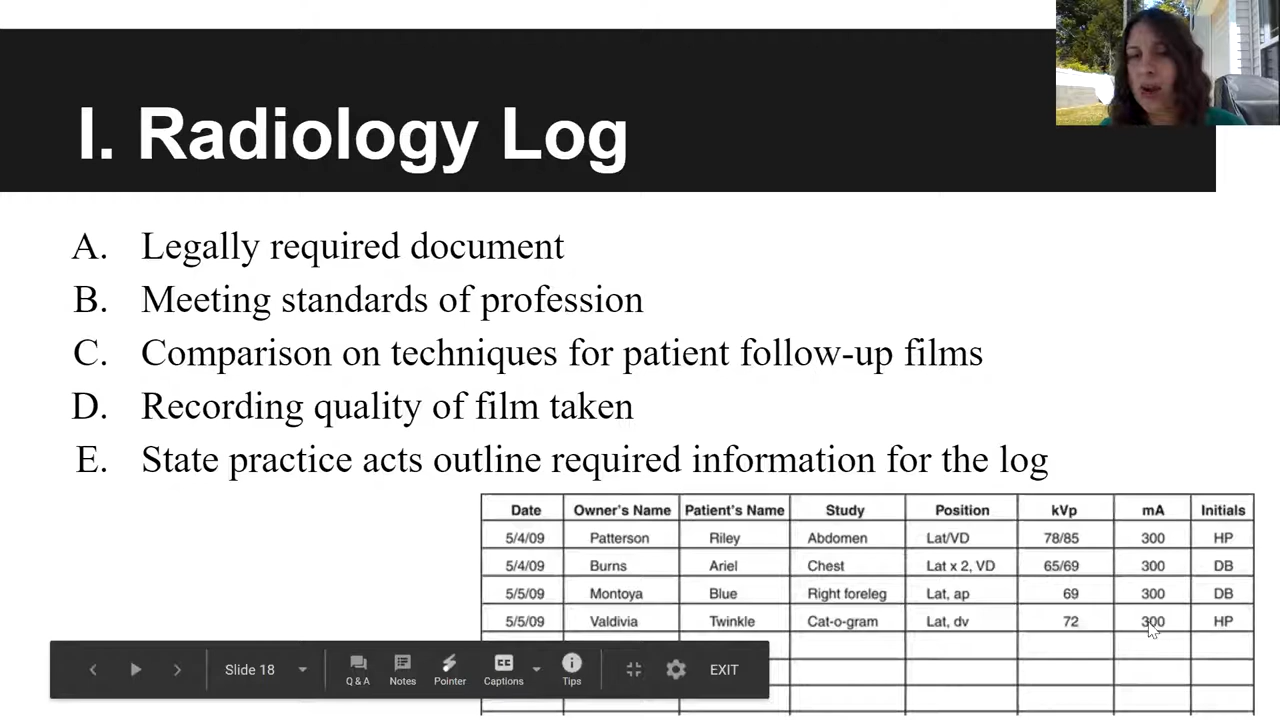 I. Radiology Log
A. Legally required document
B. Meeting standards of profession
C. Comparison on techniques for patient follow-up films
D. Recording quality of film taken
E. State practice acts outline required information for the log
Date Owner's Name Patient's Name Study Position kVp mA Initials
5/4/09 Patterson Riley Abdomen Lat/VD 78/85 300 HP
5/4/09 Burns Ariel Chest Lat x 2, VD 65/69 300 DB
5/5/09 Montoya Blue Right foreleg Lat, ap 69 300 DB
5/5/09 Valdivia Twinkle Cat-o-gram Lat, dv 72 300 HP
Slide 18 Q & A Notes Pointer CC Captions Tips EXIT